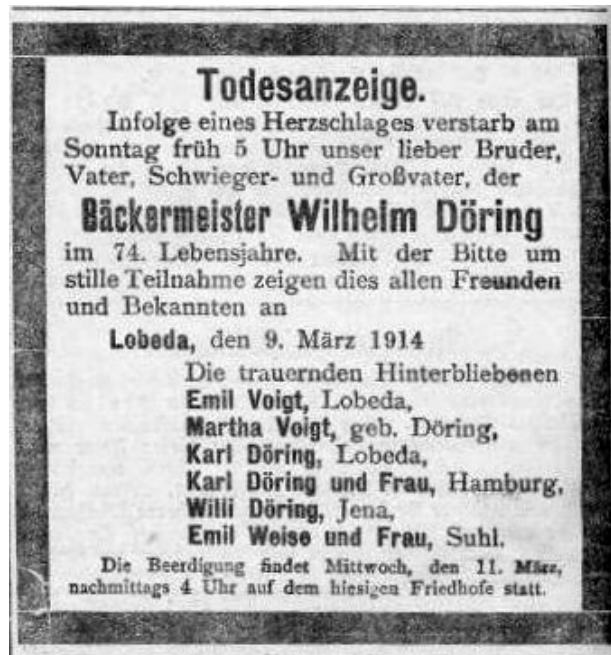 Todesanzeige.
Infolge eines Herzschlages verstarb am
Sonntag früh 5 Uhr unser lieber Bruder,
Vater, Schwieger- und Großvater, der
Bäckermeister Wilhelm Döring
im 74. Lebensjahre. Mit der Bitte um
stille Teilnahme zeigen dies allen Freunden
und Bekannten an
Lobeda, den 9. März 1914
Die trauernden Hinterbliebenen
Emil Voigt, Lobeda,
Martha Voigt, geb. Döring,
Karl Döring, Lobeda,
Karl Döring und Frau, Hamburg,
Willi Döring, Jena,
Emil Weise und Frau, Suhl.
Die Beerdigung findet Mittwoch, den 11. März,
nachmittags 4 Uhr auf dem hiesigen Friedhofe statt.